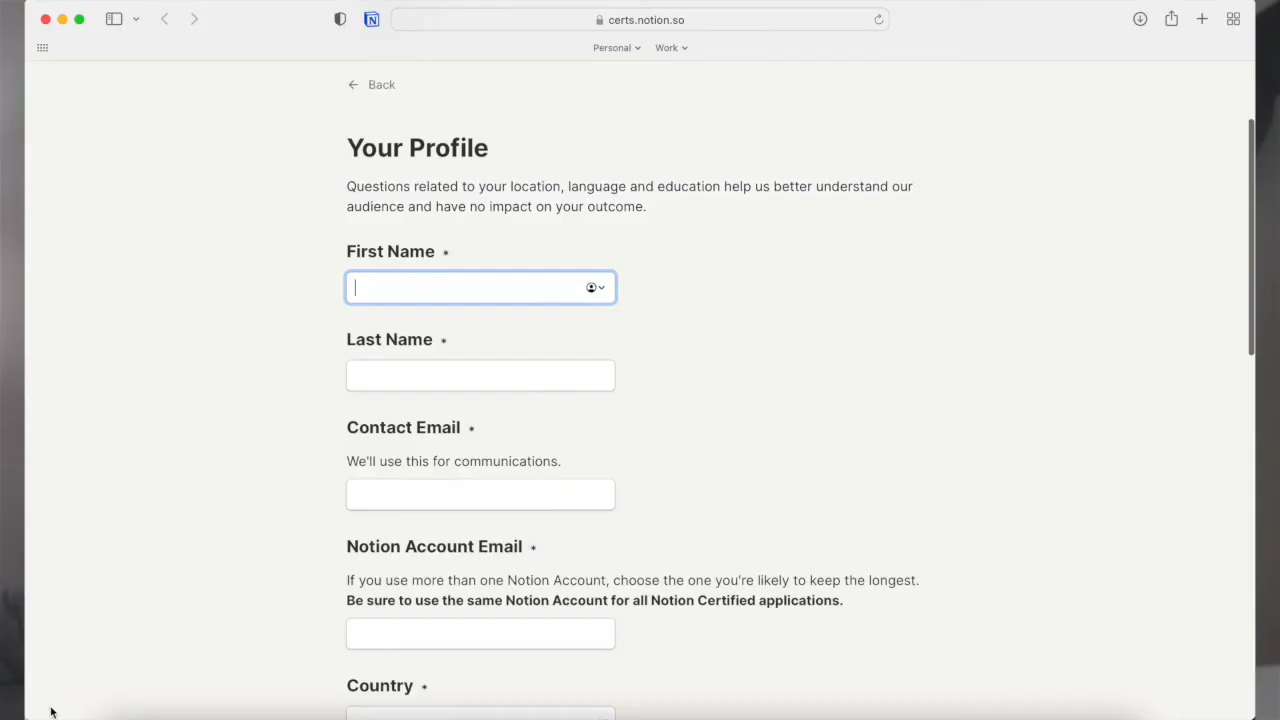 certs.notion.so
Personal Work
Back
Your Profile
Questions related to your location, language and education help us better understand our
audience and have no impact on your outcome.
First Name *
Last Name *
Contact Email *
We'll use this for communications.
Notion Account Email *
If you use more than one Notion Account, choose the one you're likely to keep the longest.
Be sure to use the same Notion Account for all Notion Certified applications.
Country *